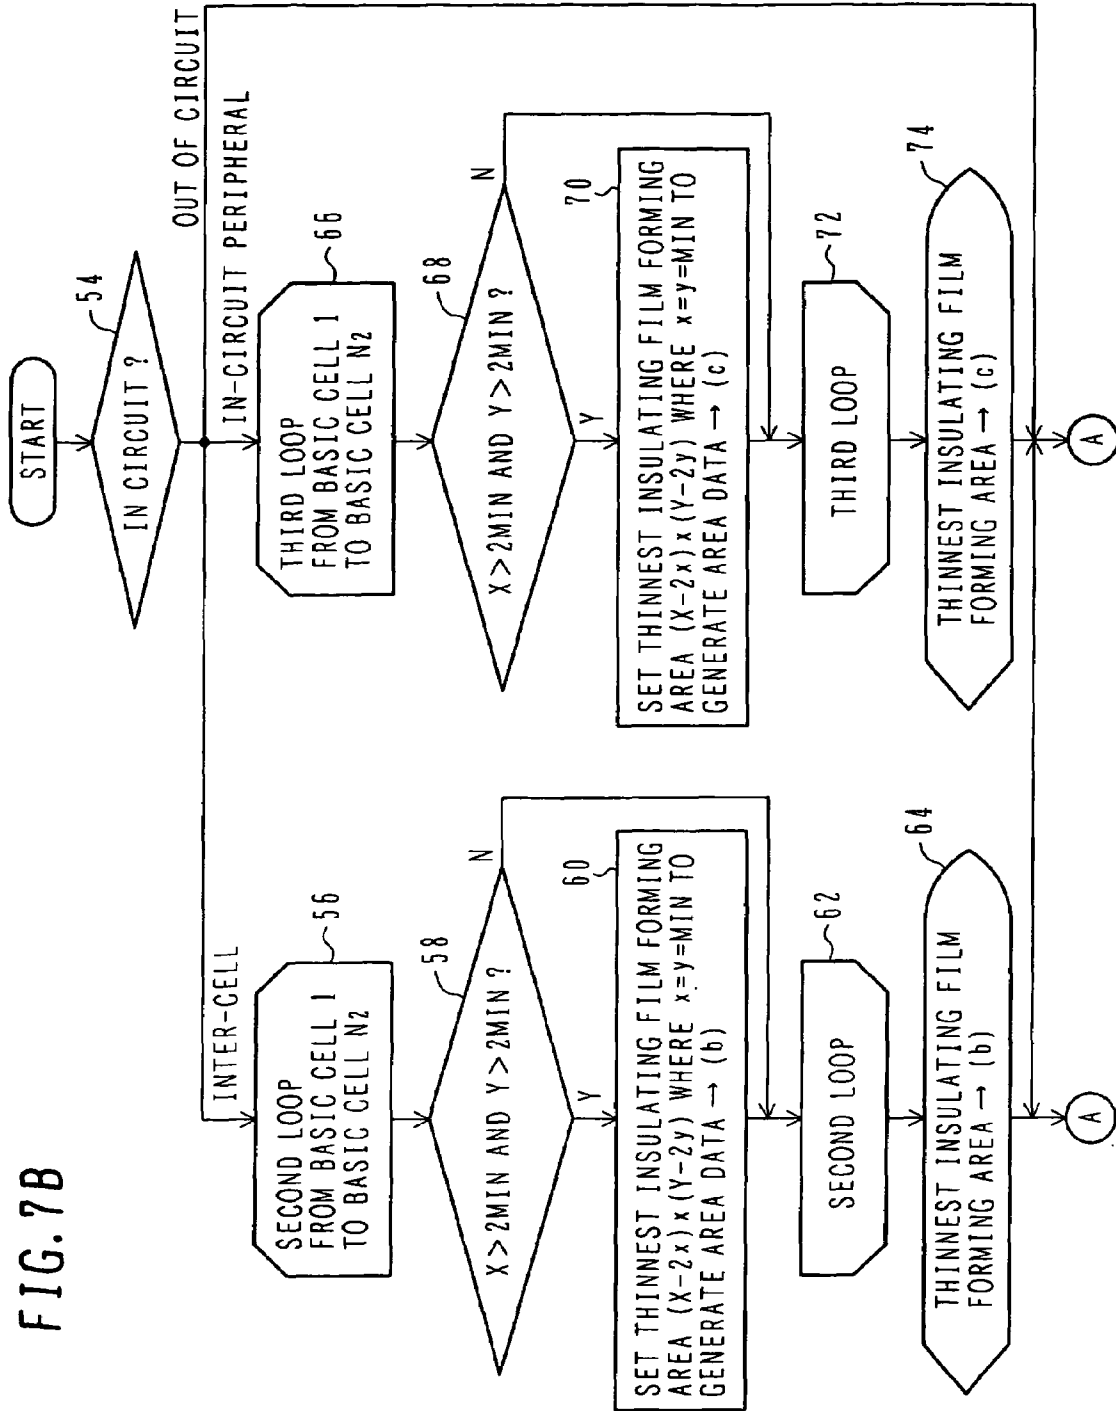 FIG. 7B
START
IN CIRCUIT ?
54
OUT OF CIRCUIT
INTER-CELL
SECOND LOOP
FROM BASIC CELL 1
TO BASIC CELL N2
56
X > 2MIN AND Y > 2MIN ?
58
N
Y
SET THINNEST INSULATING FILM FORMING
AREA (X-2x) x (Y-2y) WHERE x=y=MIN TO
GENERATE AREA DATA → (b)
60
SECOND LOOP
62
THINNEST INSULATING FILM
FORMING AREA → (b)
64
A
IN-CIRCUIT PERIPHERAL
THIRD LOOP
FROM BASIC CELL 1
TO BASIC CELL N2
66
X > 2MIN AND Y > 2MIN ?
68
N
Y
SET THINNEST INSULATING FILM FORMING
AREA (X-2x) x (Y-2y) WHERE x=y=MIN TO
GENERATE AREA DATA → (c)
70
THIRD LOOP
72
THINNEST INSULATING FILM
FORMING AREA → (c)
74
A